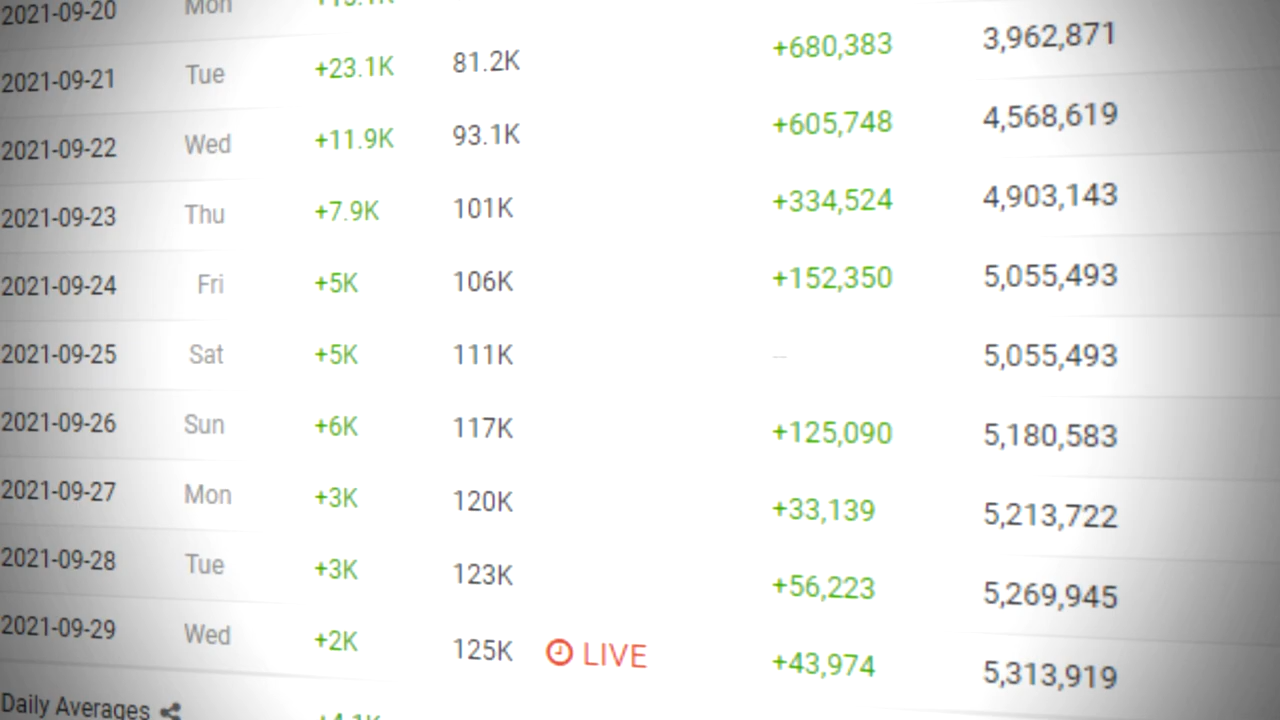 2021-09-20 Mon
2021-09-21 Tue +23.1K 81.2K +680,383 3,962,871
2021-09-22 Wed +11.9K 93.1K +605,748 4,568,619
2021-09-23 Thu +7.9K 101K +334,524 4,903,143
2021-09-24 Fri +5K 106K +152,350 5,055,493
2021-09-25 Sat +5K 111K – 5,055,493
2021-09-26 Sun +6K 117K +125,090 5,180,583
2021-09-27 Mon +3K 120K +33,139 5,213,722
2021-09-28 Tue +3K 123K +56,223 5,269,945
2021-09-29 Wed +2K 125K LIVE +43,974 5,313,919
Daily Averages